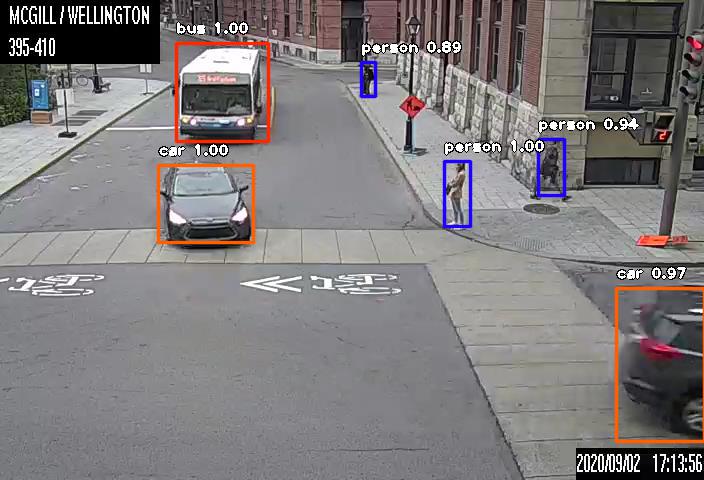 MCGILL / WELLINGTON
395-410
bus 1.00
person 0.89
person 0.94
person 1.00
car 1.00
2
car 0.97
2020/09/02 17:13:56